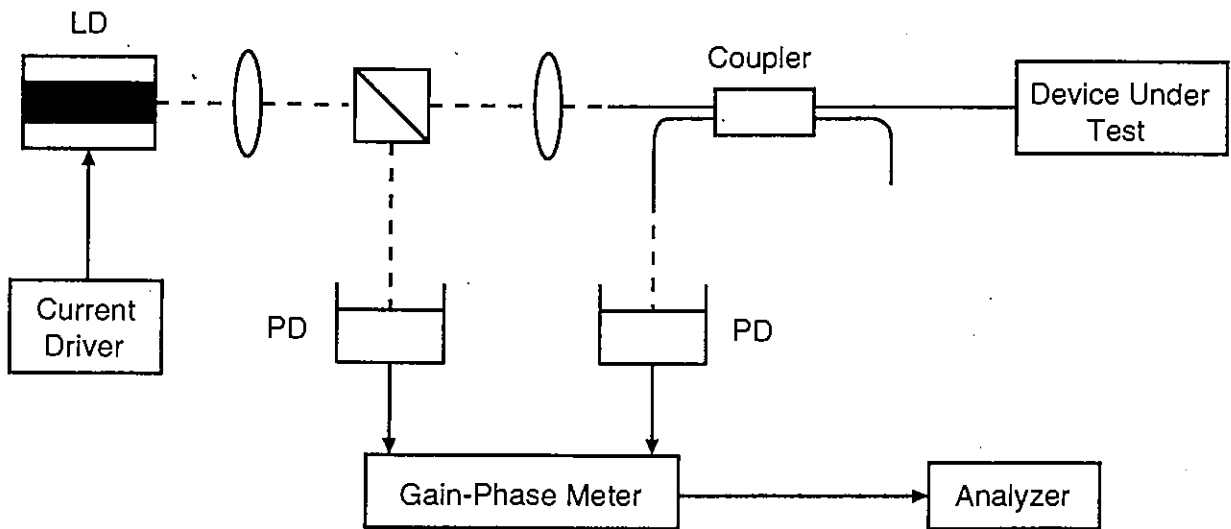 LD
Coupler
Device Under
Test
Current
Driver
PD
PD
Gain-Phase Meter
Analyzer